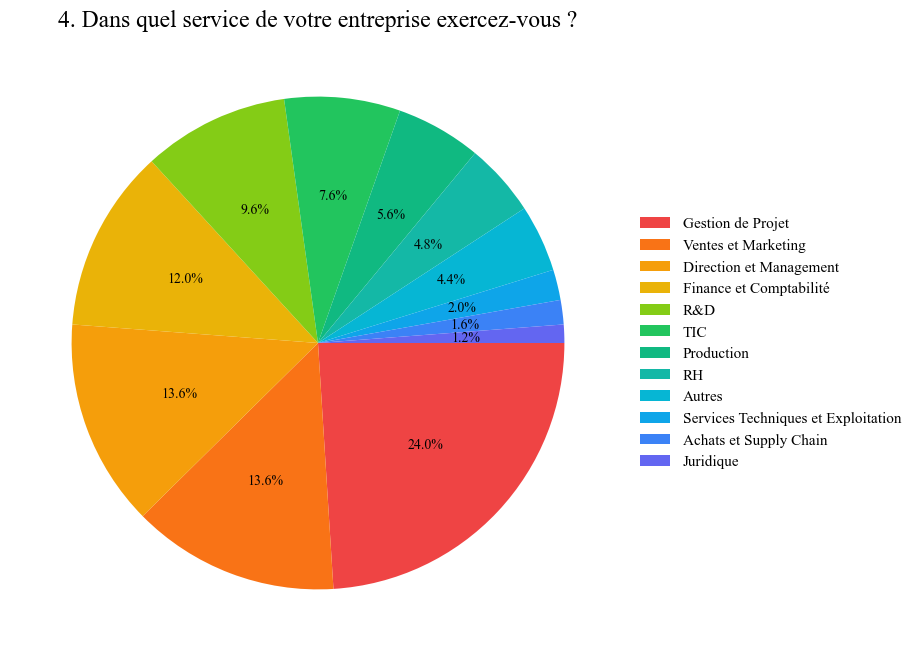 4. Dans quel service de votre entreprise exercez-vous ?
7.6%
9.6%
5.6%
4.8%
12.0%
4.4%
2.0%
1.6%
1.2%
13.6%
24.0%
13.6%
Gestion de Projet
Ventes et Marketing
Direction et Management
Finance et Comptabilité
R&D
TIC
Production
RH
Autres
Services Techniques et Exploitation
Achats et Supply Chain
Juridique